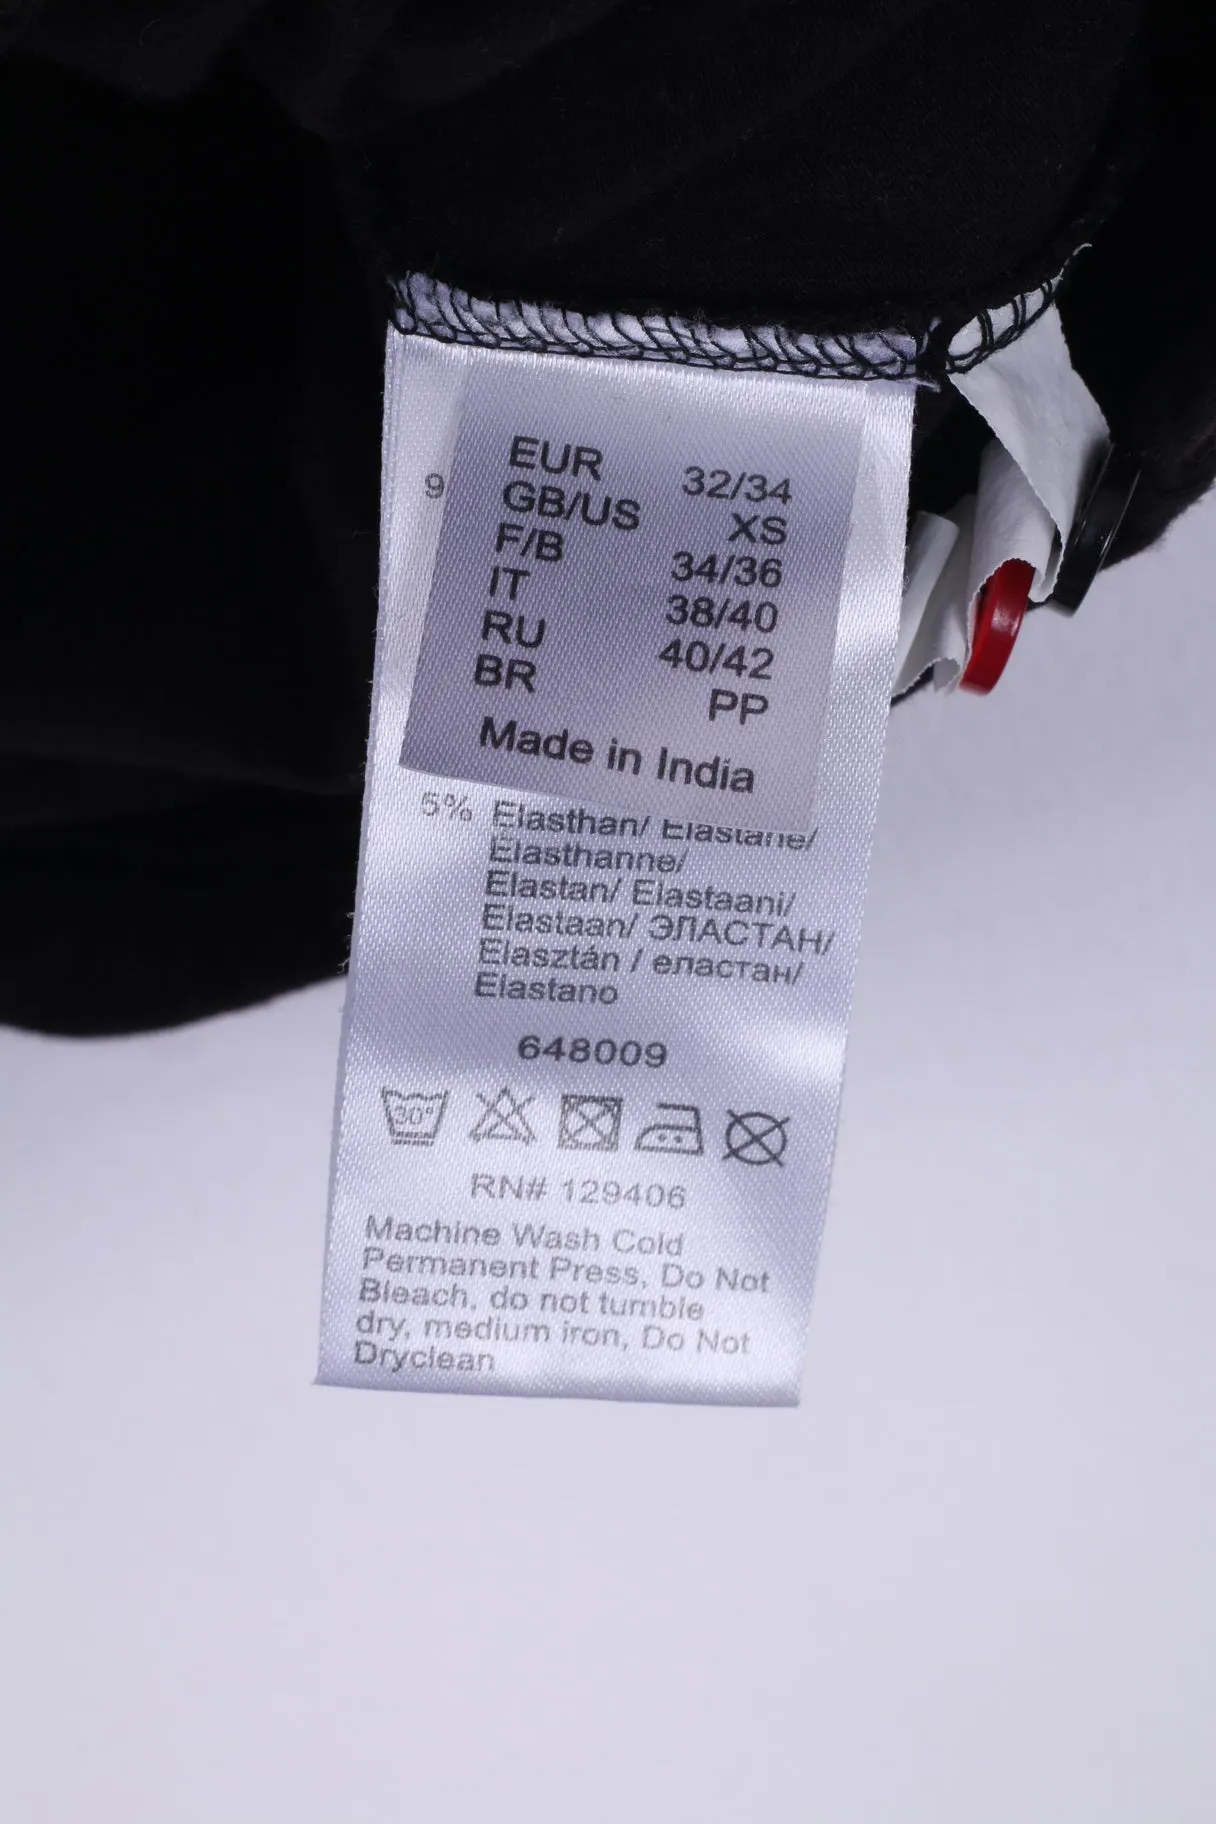 EUR 32/34
GB/US XS
F/B 34/36
IT 38/40
RU 40/42
BR PP
Made in India
9
5% Elasthan/ Elastane/
Elasthanne/
Elastan/ Elastaani/
Elastaan/ ЭЛАСТАН/
Elasztán / еластан/
Elastano
648009
30°
RN# 129406
Machine Wash Cold
Permanent Press, Do Not
Bleach, do not tumble
dry, medium iron, Do Not
Dryclean